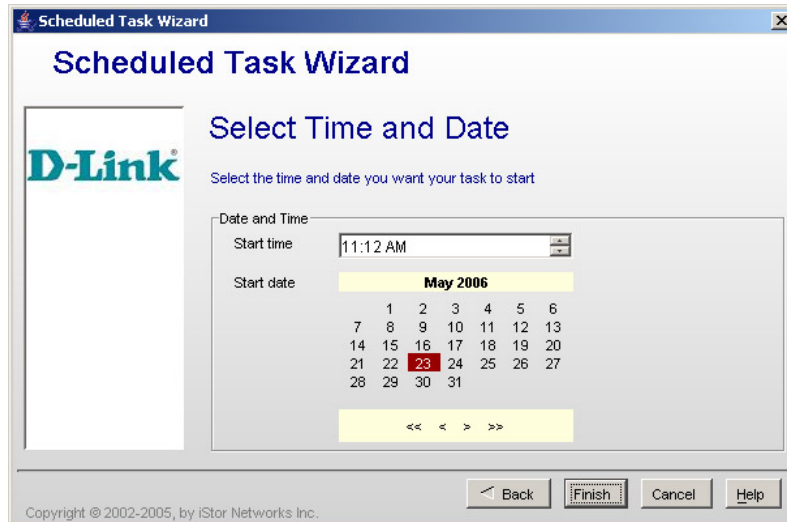 Scheduled Task Wizard
Scheduled Task Wizard
D-Link
Select Time and Date
Select the time and date you want your task to start
Date and Time
Start time 11:12 AM
Start date May 2006
1 2 3 4 5 6
7 8 9 10 11 12 13
14 15 16 17 18 19 20
21 22 23 24 25 26 27
28 29 30 31
<< < > >>
Back Finish Cancel Help
Copyright © 2002-2005, by iStor Networks Inc.